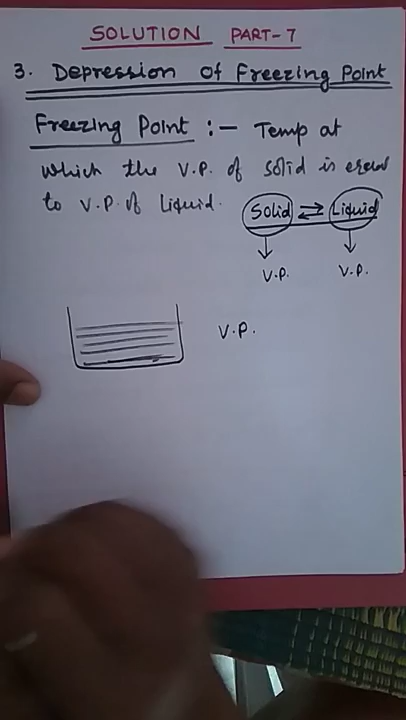 SOLUTION PART-7
3. Depression of Freezing Point
Freezing Point :- Temp at
which the V.P. of Solid is equal
to V.P. of Liquid.
Solid ⇌ Liquid
V.P. V.P.
V.P.